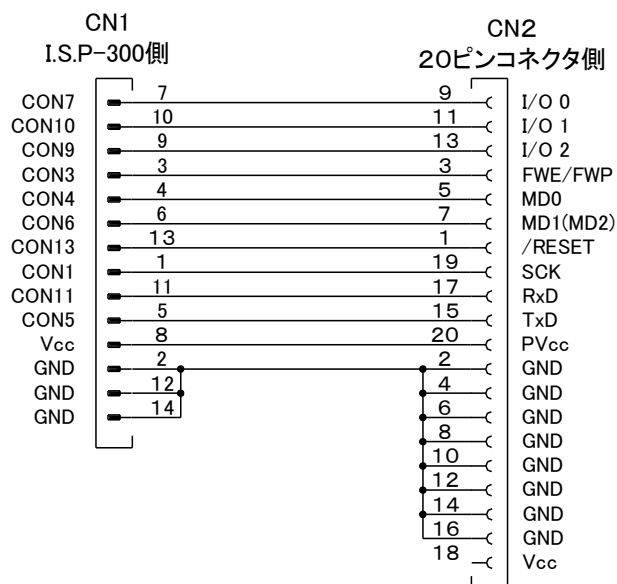 CN1
I.S.P-300側
CN2
20ピンコネクタ側
CON7 7 9 I/O 0
CON10 10 11 I/O 1
CON9 9 13 I/O 2
CON3 3 3 FWE/FWP
CON4 4 5 MD0
CON6 6 7 MD1(MD2)
CON13 13 1 /RESET
CON1 1 19 SCK
CON11 11 17 RxD
CON5 5 15 TxD
Vcc 8 20 PVcc
GND 2 2 GND
GND 12 4 GND
GND 14 6 GND
8 GND
10 GND
12 GND
14 GND
16 GND
18 Vcc